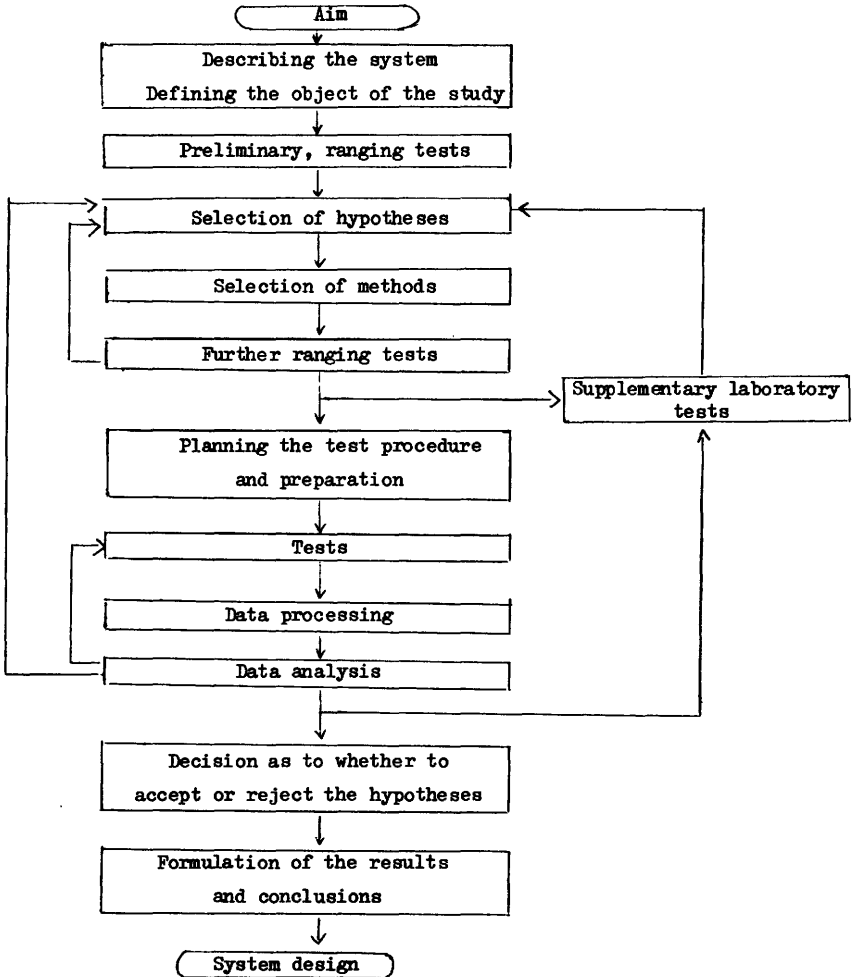 Aim
Describing the system
Defining the object of the study
Preliminary, ranging tests
Selection of hypotheses
Selection of methods
Further ranging tests
Supplementary laboratory
tests
Planning the test procedure
and preparation
Tests
Data processing
Data analysis
Decision as to whether to
accept or reject the hypotheses
Formulation of the results
and conclusions
System design